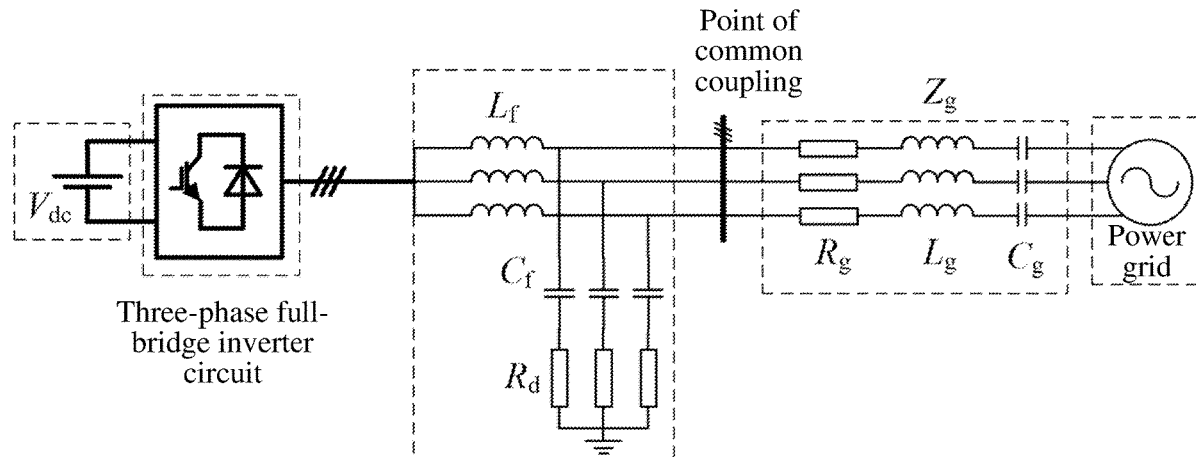 Point of
common
coupling
L_f
Z_g
V_dc
C_f
R_g
L_g
C_g
Power
grid
Three-phase full-
bridge inverter
circuit
R_d